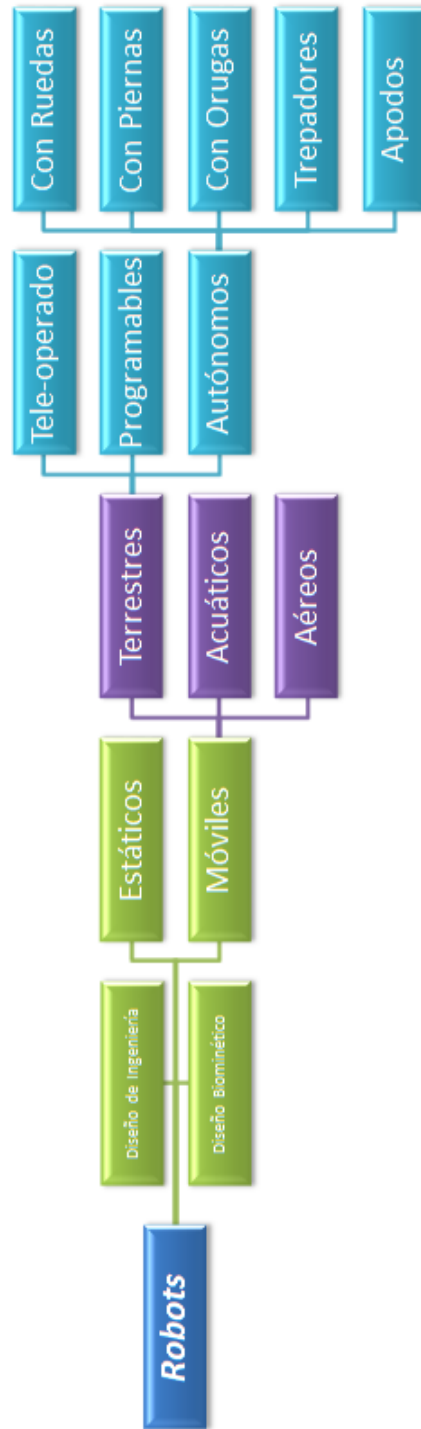 Robots
Diseño de Ingeniería
Diseño Biominético
Estáticos
Móviles
Terrestres
Acuáticos
Aéreos
Tele-operado
Programables
Autónomos
Con Ruedas
Con Piernas
Con Orugas
Trepadores
Apodos